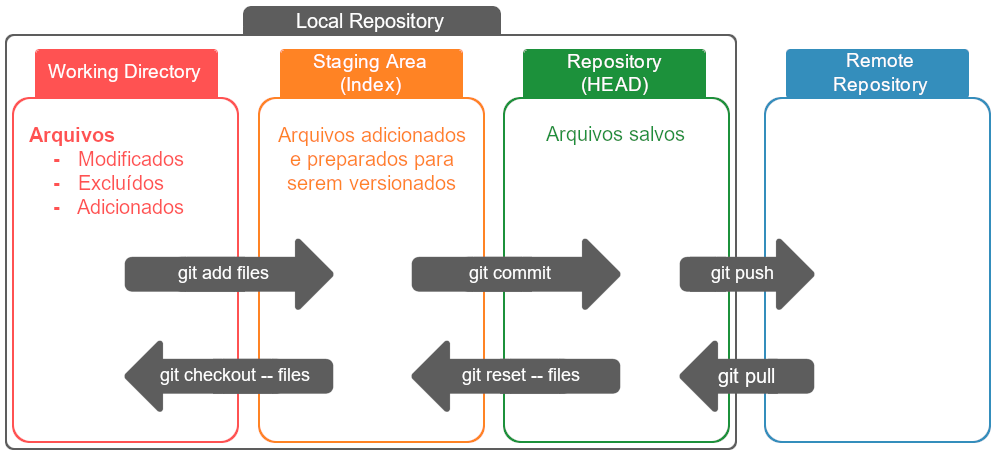 Local Repository
Working Directory
Staging Area
(Index)
Repository
(HEAD)
Remote
Repository
Arquivos
- Modificados
- Excluídos
- Adicionados
Arquivos adicionados
e preparados para
serem versionados
Arquivos salvos
git add files
git commit
git push
git checkout -- files
git reset -- files
git pull